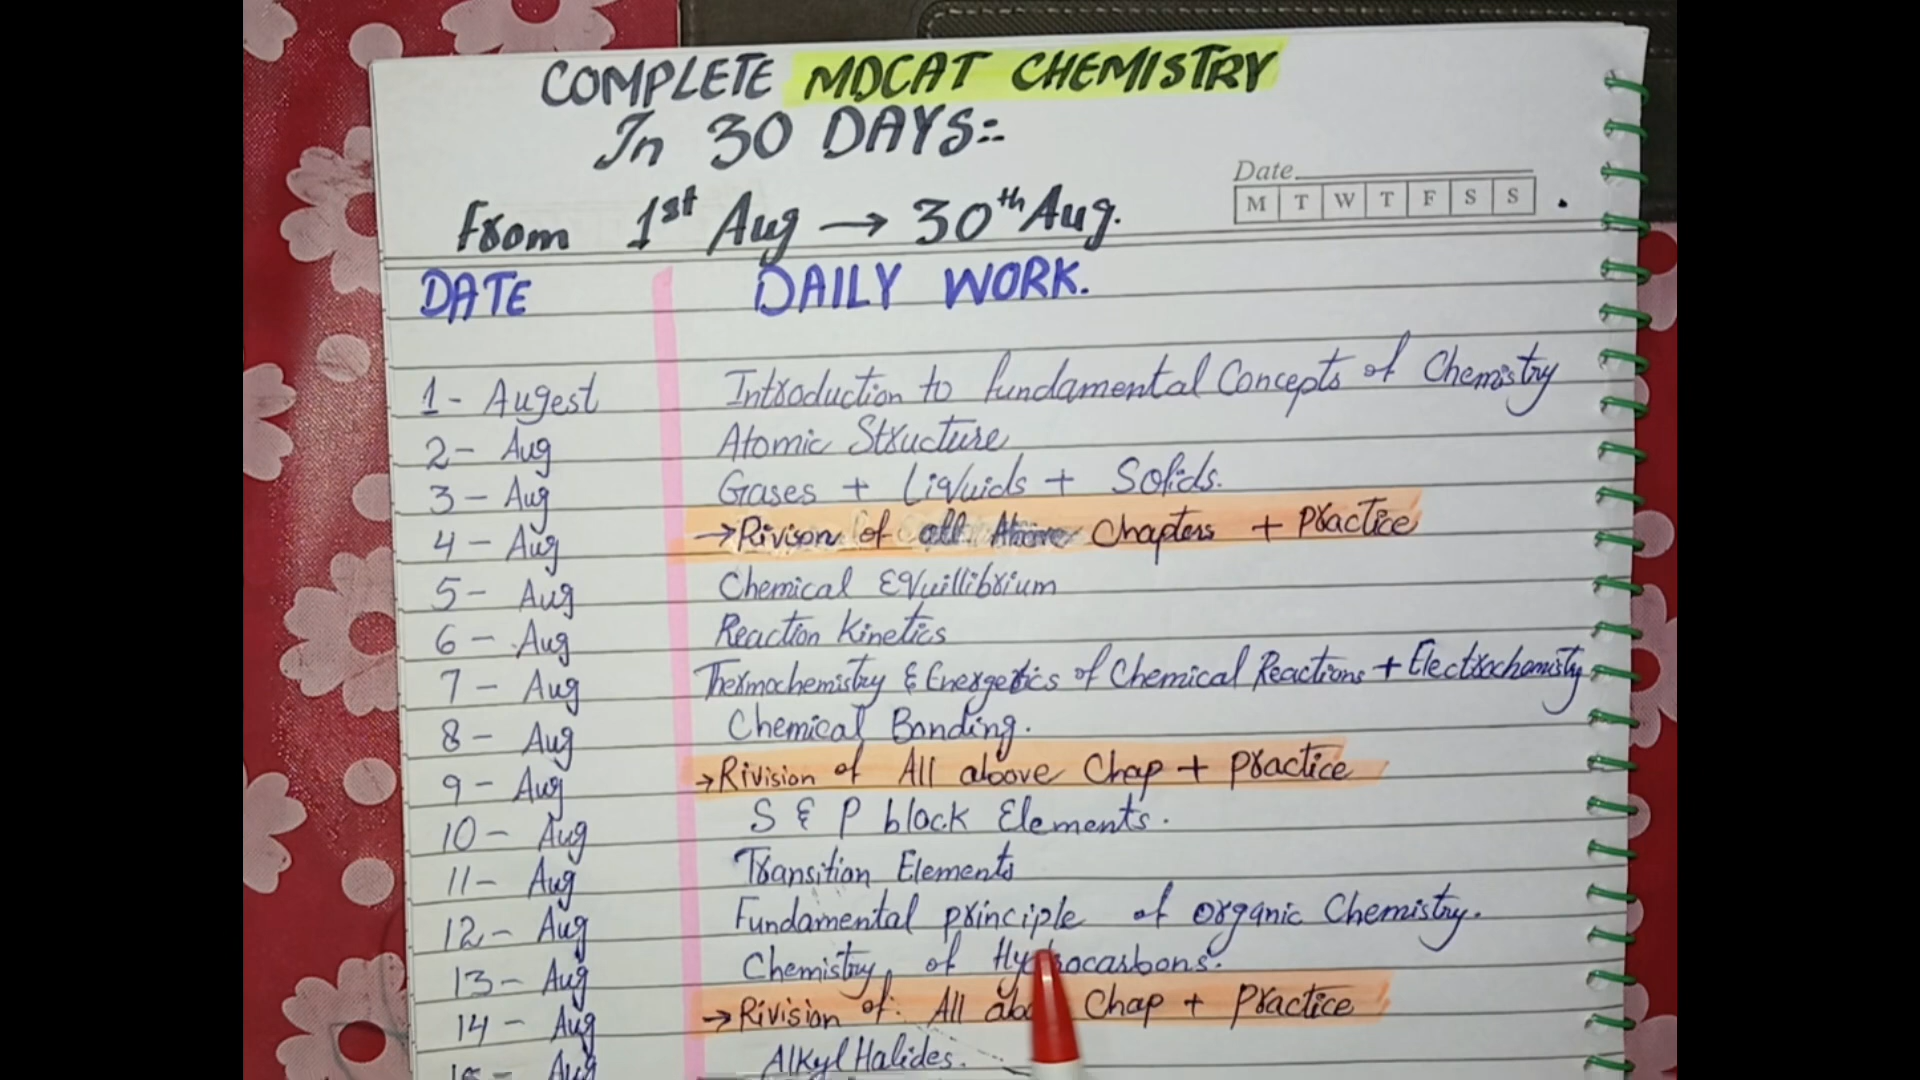 COMPLETE MDCAT CHEMISTRY
In 30 DAYS:-
Date
M T W T F S S
From 1st Aug → 30th Aug.
DATE DAILY WORK.
1- Augest Introduction to fundamental Concepts of Chemistry
2- Aug Atomic Structure
3- Aug Gases + Liquids + Solids.
4- Aug →Rivison of all Above Chapters + Practice
5- Aug Chemical Equillibrium
6- Aug Reaction Kinetics
7- Aug Thermochemistry & Energetics of Chemical Reactions + Electrochemistry
8- Aug Chemical Bonding.
9- Aug →Rivision of All above Chap + Practice
10- Aug S & P block Elements.
11- Aug Transition Elements
12- Aug Fundamental principle of organic Chemistry.
13- Aug Chemistry of Hydrocarbons.
14- Aug →Rivision of All abo Chap + Practice
15- Aug Alkyl Halides.